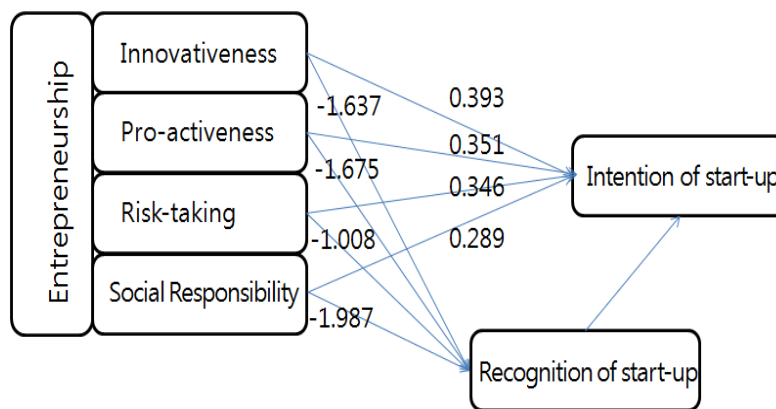 Entrepreneurship
Innovativeness
Pro-activeness
Risk-taking
Social Responsibility
-1.637
-1.675
-1.008
-1.987
0.393
0.351
0.346
0.289
Intention of start-up
Recognition of start-up